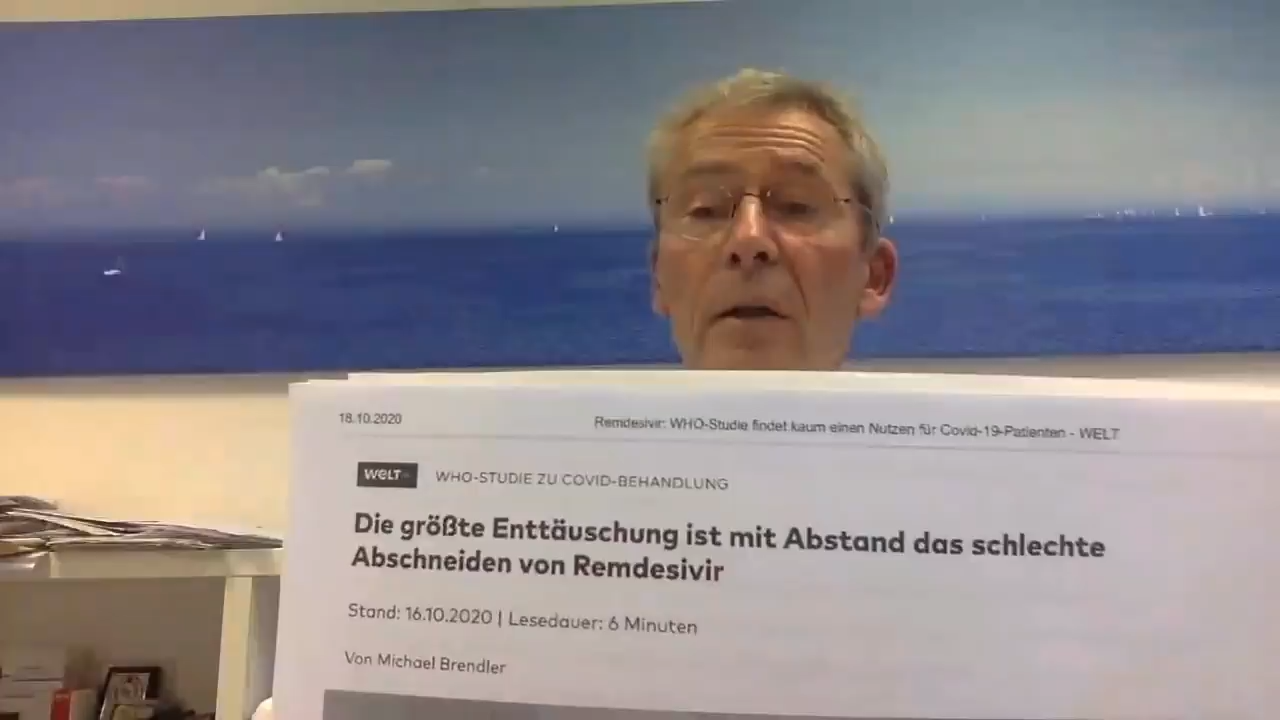 18.10.2020 Remdesivir: WHO-Studie findet kaum einen Nutzen für Covid-19-Patienten - WELT
WELT WHO-STUDIE ZU COVID-BEHANDLUNG
Die größte Enttäuschung ist mit Abstand das schlechte
Abschneiden von Remdesivir
Stand: 16.10.2020 | Lesedauer: 6 Minuten
Von Michael Brendler